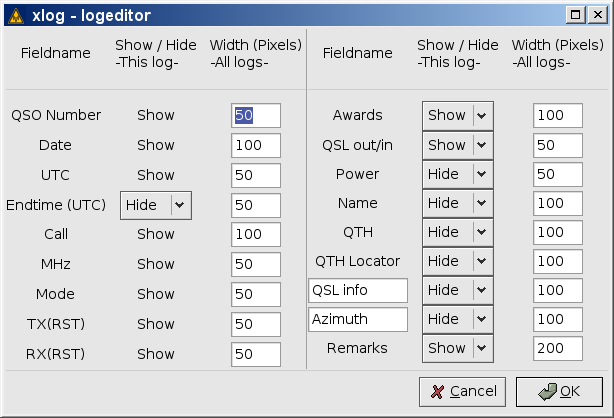 xlog - logeditor
Fieldname Show / Hide Width (Pixels)
-This log- -All logs-
QSO Number Show 50
Date Show 100
UTC Show 50
Endtime (UTC) Hide 50
Call Show 100
MHz Show 50
Mode Show 50
TX(RST) Show 50
RX(RST) Show 50
Fieldname Show / Hide Width (Pixels)
-This log- -All logs-
Awards Show 100
QSL out/in Show 50
Power Hide 50
Name Hide 100
QTH Hide 100
QTH Locator Hide 100
QSL info Hide 100
Azimuth Hide 100
Remarks Show 200
Cancel OK